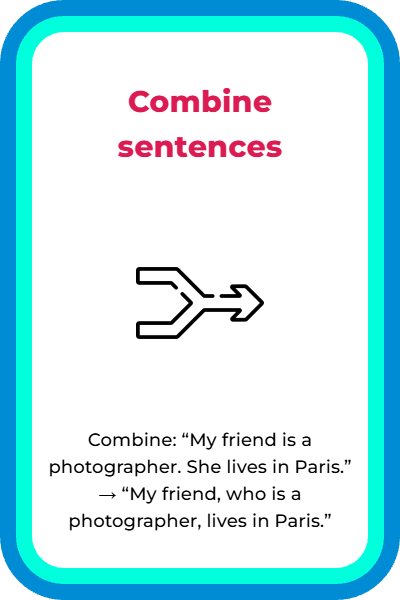 Combine
sentences
Combine: “My friend is a
photographer. She lives in Paris.”
→ “My friend, who is a
photographer, lives in Paris.”